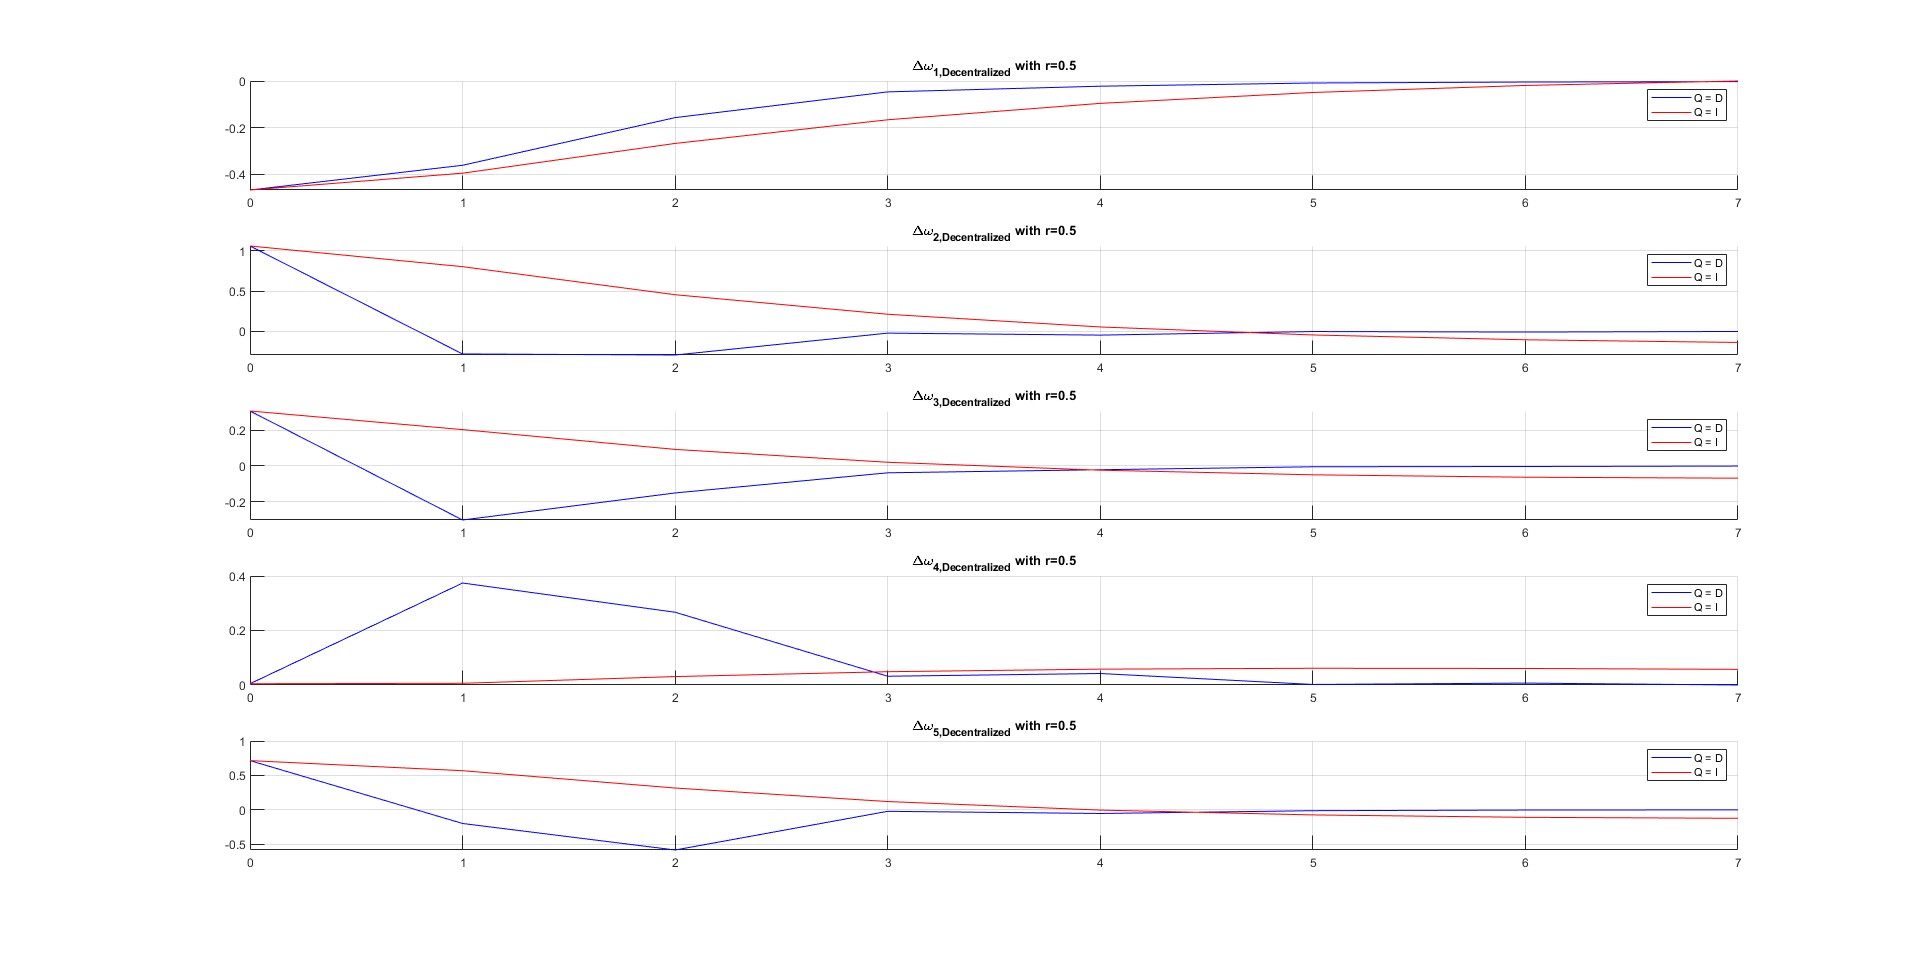 Δω1,Decentralized with r=0.5
0
-0.2
-0.4
Q = D
Q = I
0 1 2 3 4 5 6 7
Δω2,Decentralized with r=0.5
1
0.5
0
Q = D
Q = I
0 1 2 3 4 5 6 7
Δω3,Decentralized with r=0.5
0.2
0
-0.2
Q = D
Q = I
0 1 2 3 4 5 6 7
Δω4,Decentralized with r=0.5
0.4
0.2
0
Q = D
Q = I
0 1 2 3 4 5 6 7
Δω5,Decentralized with r=0.5
1
0.5
0
-0.5
Q = D
Q = I
0 1 2 3 4 5 6 7